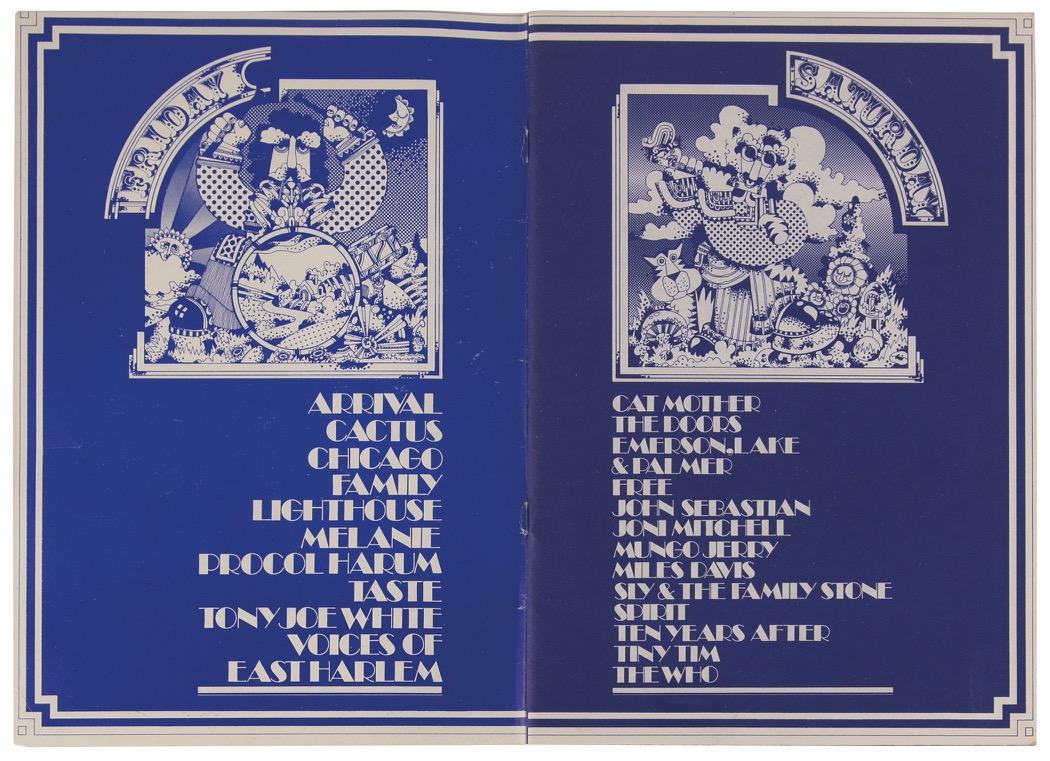 FRIDAY
ARRIVAL
CACTUS
CHICAGO
FAMILY
LIGHTHOUSE
MELANIE
PROCOL HARUM
TASTE
TONY JOE WHITE
VOICES OF
EAST HARLEM
SATURDAY
CAT MOTHER
THE DOORS
EMERSON, LAKE
& PALMER
FREE
JOHN SEBASTIAN
JONI MITCHELL
MUNGO JERRY
MILES DAVIS
SLY & THE FAMILY STONE
SPIRIT
TEN YEARS AFTER
TINY TIM
THE WHO